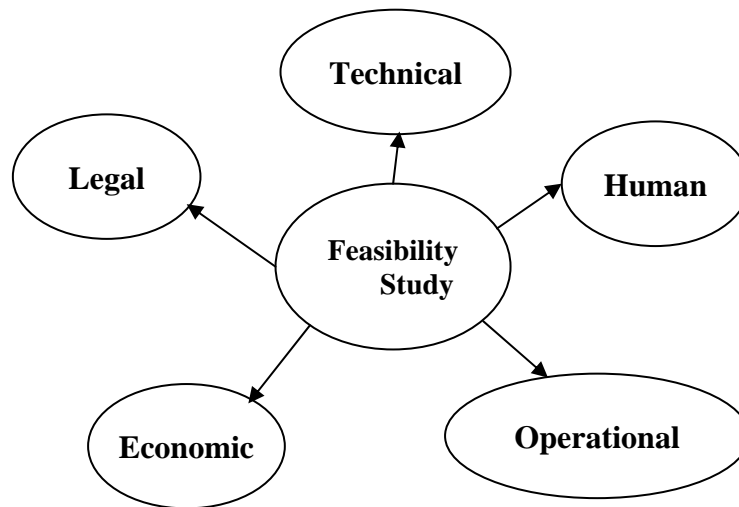 Technical
Legal
Human
Feasibility
Study
Economic
Operational